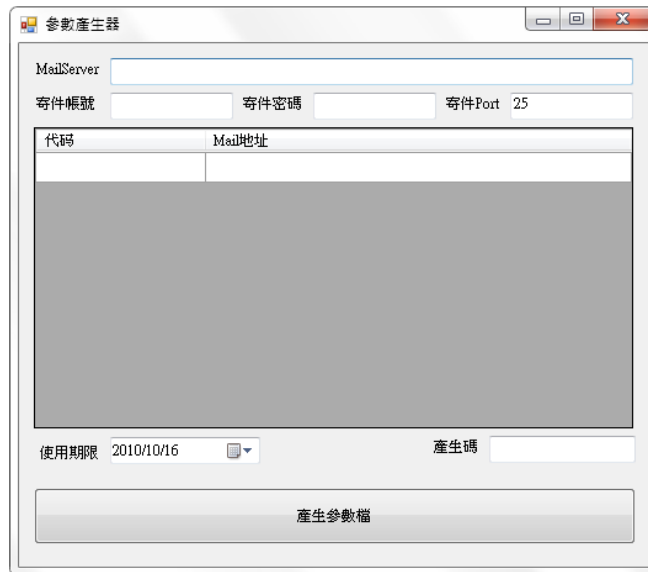 參數產生器
MailServer
寄件帳號 寄件密碼 寄件Port 25
代碼 Mail地址
使用期限 2010/10/16 產生碼
產生參數檔